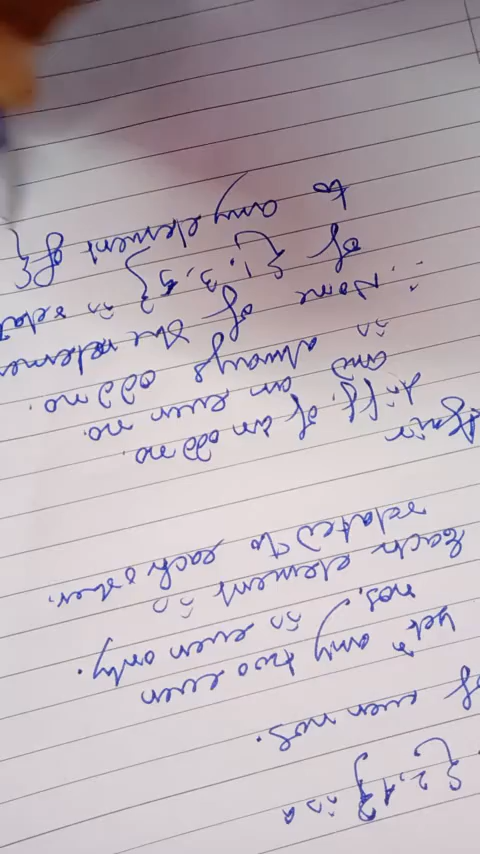 {2,4} is a
of even nos.
yet any two even
nos. is even only.
Each element is
related to each other.
Again
diff. of an odd no.
and an even no.
is always odd no.
∴ None of the elemen
of {1,3,5} is relat
to any element of {